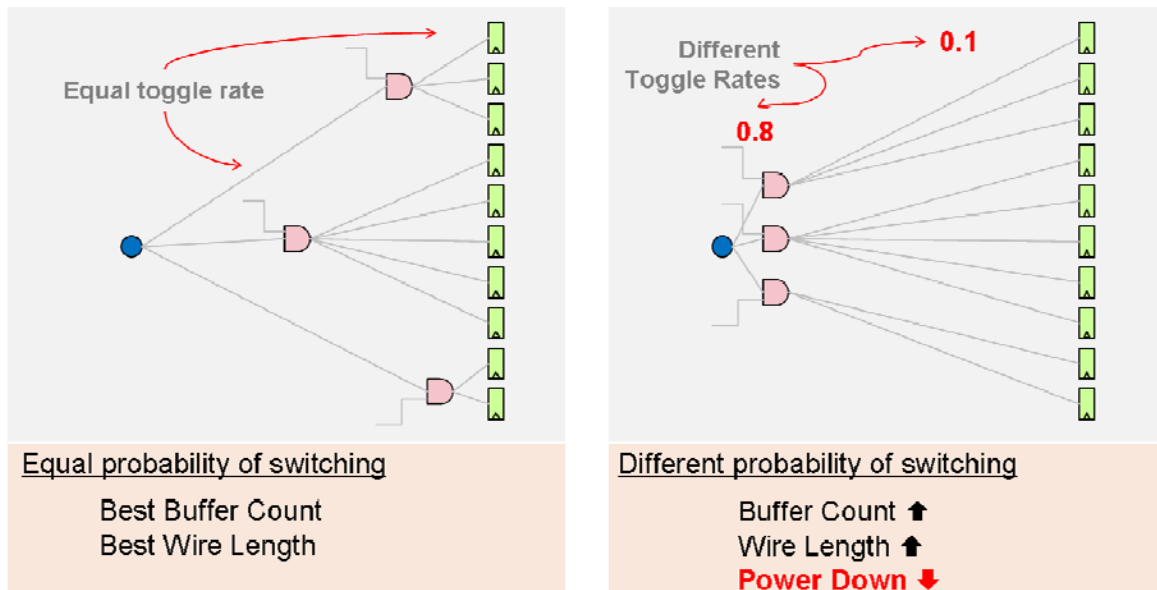 Equal toggle rate
Equal probability of switching
Best Buffer Count
Best Wire Length
Different
Toggle Rates
0.1
0.8
Different probability of switching
Buffer Count ⬆
Wire Length ⬆
Power Down ⬇